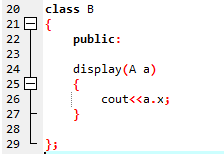 20 class B
21 {
22 public:
23
24 display(A a)
25 {
26 cout<<a.x;
27 }
28
29 };